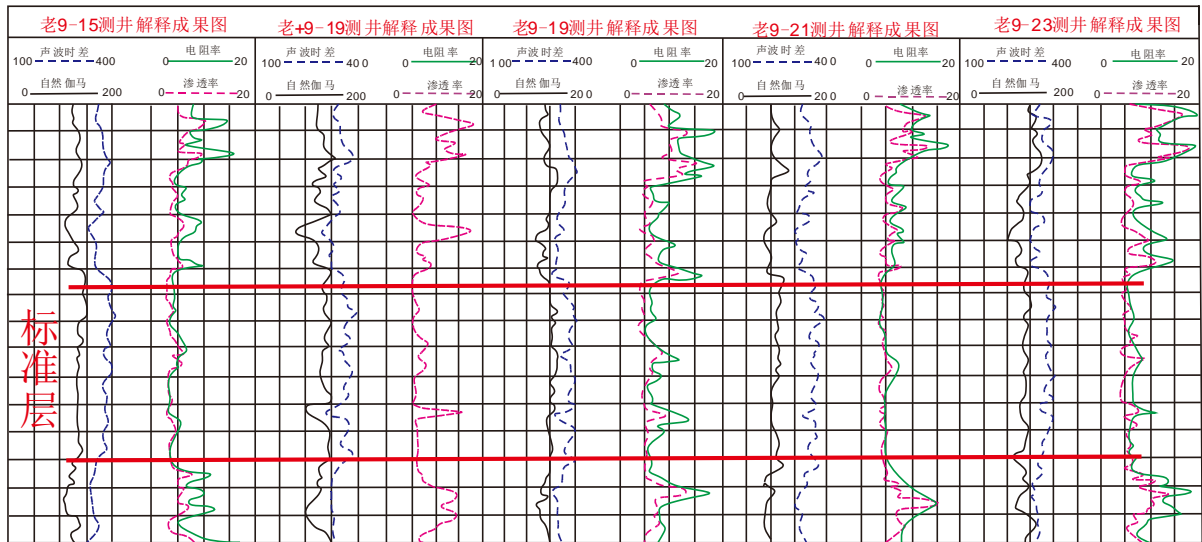 老9-15测井解释成果图
老+9-19测井解释成果图
老9-19测井解释成果图
老9-21测井解释成果图
老9-23测井解释成果图
声波时差
100 400
电阻率
0 20
自然伽马
0 200
渗透率
0 20
声波时差
100 400
电阻率
0 20
自然伽马
0 200
渗透率
0 20
声波时差
100 400
电阻率
0 20
自然伽马
0 200
渗透率
0 20
声波时差
100 400
电阻率
0 20
自然伽马
0 200
渗透率
0 20
声波时差
100 400
电阻率
0 20
自然伽马
0 200
渗透率
0 20
标
准
层